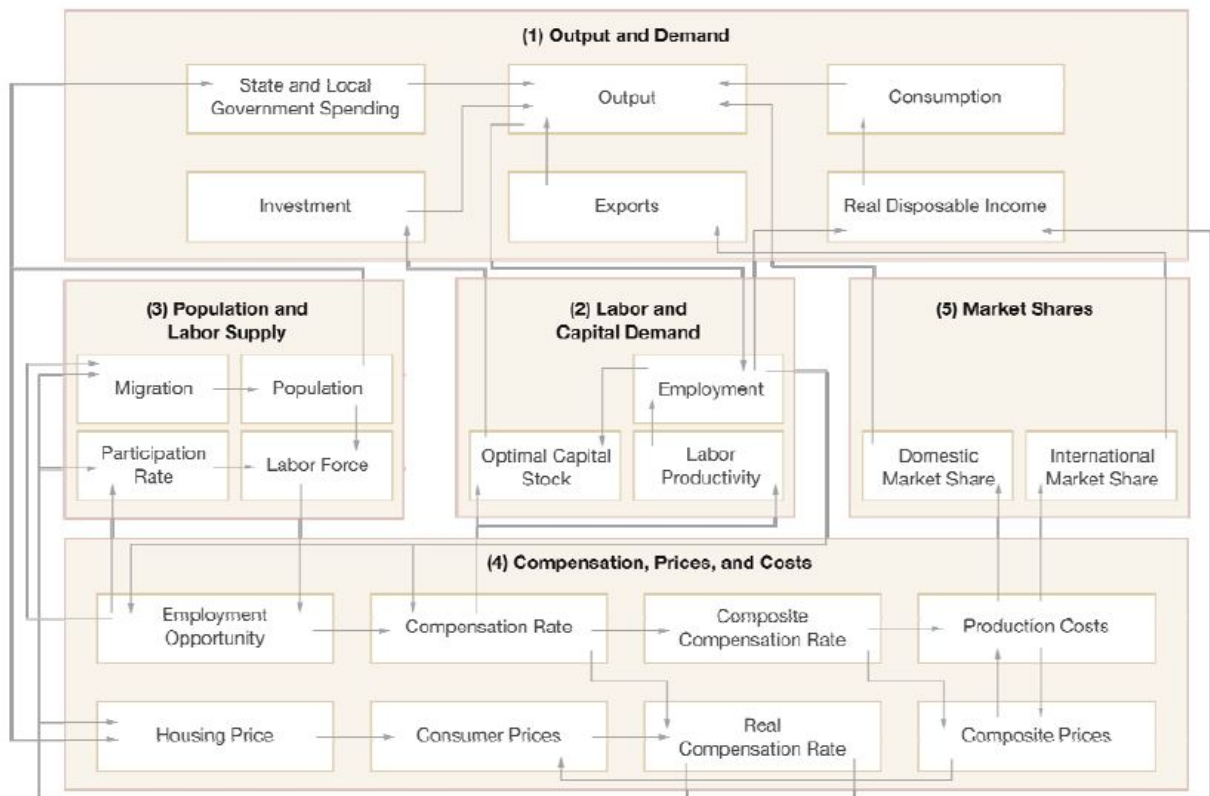 (1) Output and Demand
State and Local
Government Spending
Output
Consumption
Investment
Exports
Real Disposable Income
(3) Population and
Labor Supply
Migration
Population
Participation
Rate
Labor Force
(2) Labor and
Capital Demand
Employment
Optimal Capital
Stock
Labor
Productivity
(5) Market Shares
Domestic
Market Share
International
Market Share
(4) Compensation, Prices, and Costs
Employment
Opportunity
Compensation Rate
Composite
Compensation Rate
Production Costs
Housing Price
Consumer Prices
Real
Compensation Rate
Composite Prices